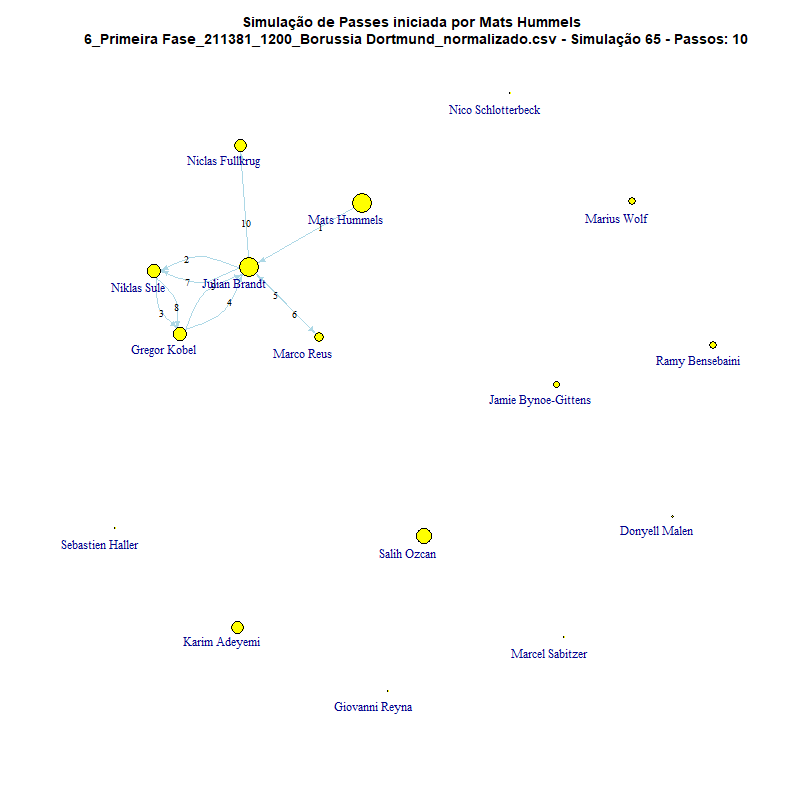 Simulação de Passes iniciada por Mats Hummels
6_Primeira Fase_211381_1200_Borussia Dortmund_normalizado.csv - Simulação 65 - Passos: 10
Nico Schlotterbeck
Niclas Fullkrug
Mats Hummels
Marius Wolf
10
1
2
7
Julian Brandt
Niklas Sule
5
4
8
3
6
Gregor Kobel
Marco Reus
Ramy Bensebaini
Jamie Bynoe-Gittens
Donyell Malen
Sebastien Haller
Salih Ozcan
Karim Adeyemi
Marcel Sabitzer
Giovanni Reyna